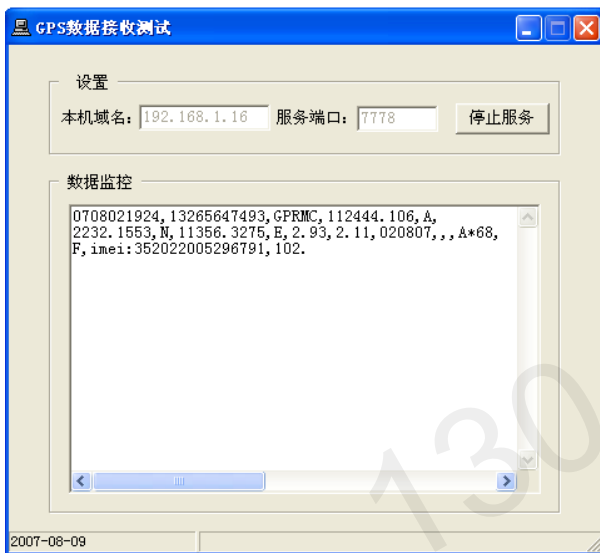 GPS数据接收测试
设置
本机域名: 192.168.1.16 服务端口: 7778 停止服务
数据监控
0708021924,13265647493,GPRMC,112444.106,A,
2232.1553,N,11356.3275,E,2.93,2.11,020807,,,A*68,
F,imei:352022005296791,102.
130
2007-08-09